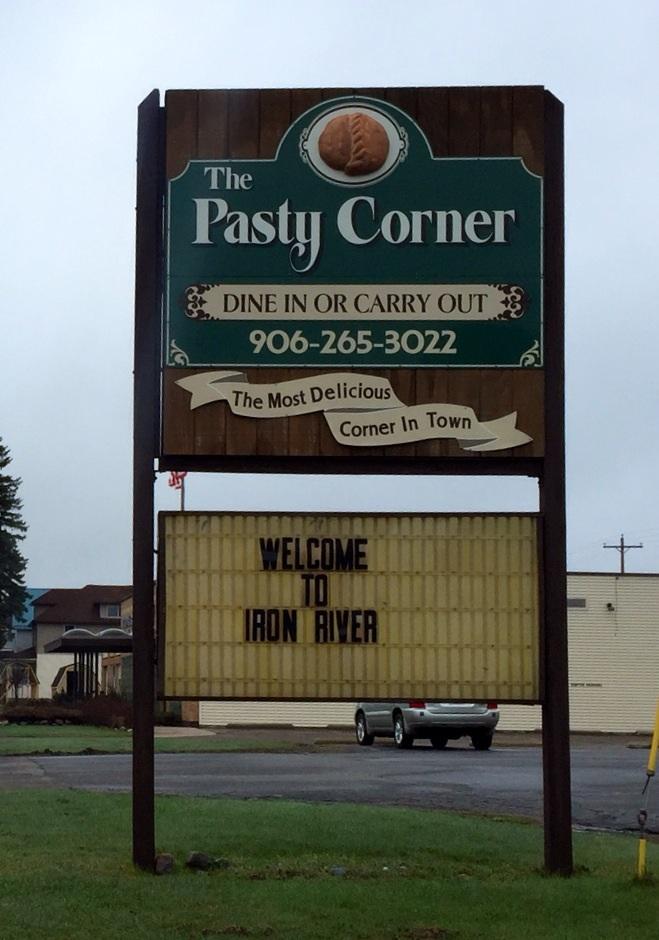 The
Pasty Corner
DINE IN OR CARRY OUT
906-265-3022
The Most Delicious
Corner In Town
WELCOME
TO
IRON RIVER